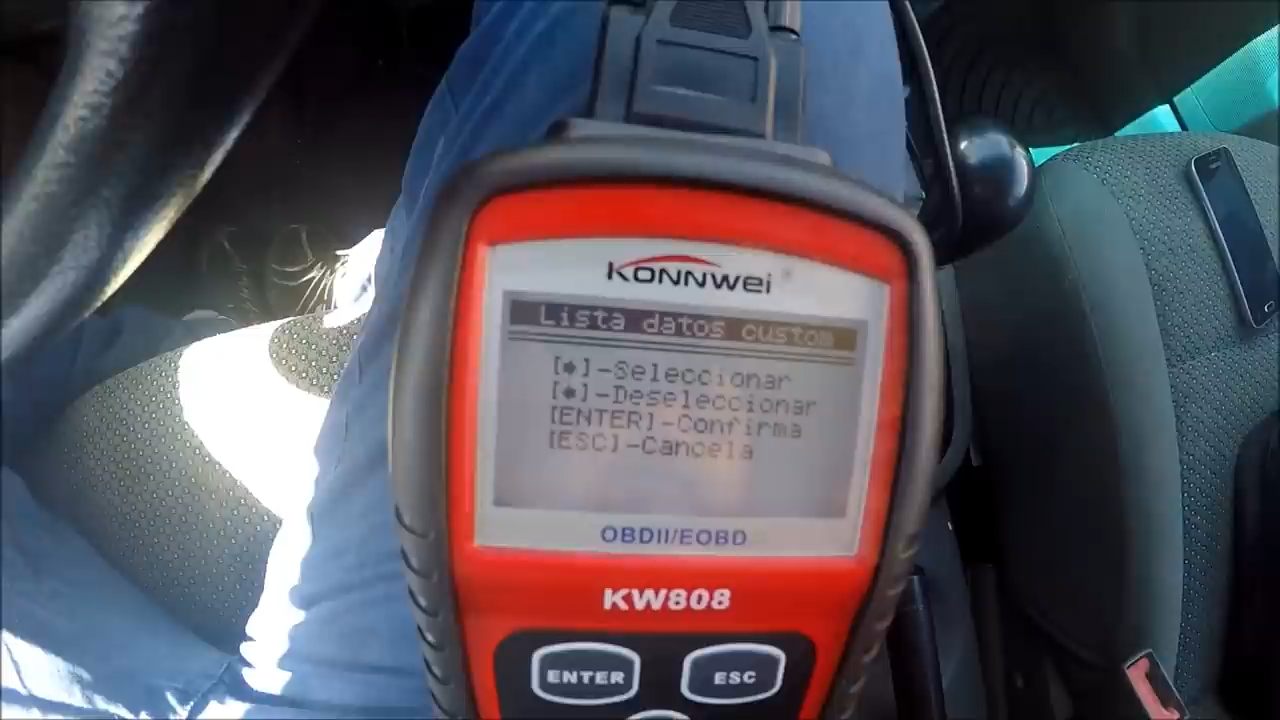 KONNWEI
Lista datos custom
[→]-Seleccionar
[←]-Deseleccionar
[ENTER]-Confirma
[ESC]-Cancela
OBDII/EOBD
KW808
ENTER
ESC